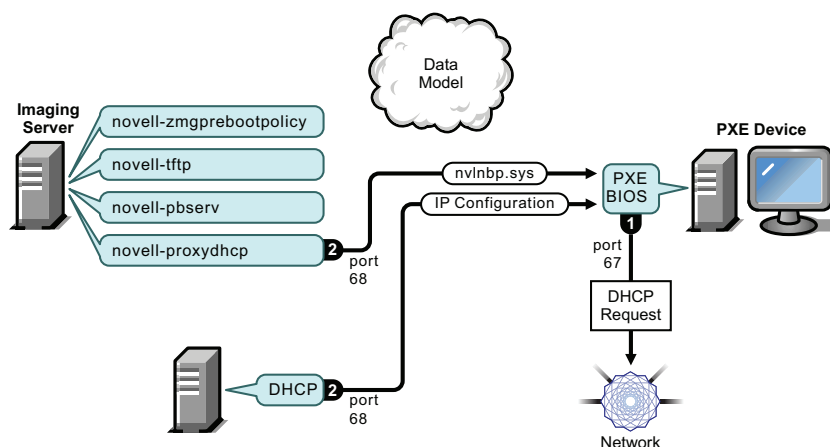 Data
Model
Imaging
Server
novell-zmgprebootpolicy
novell-tftp
novell-pbserv
novell-proxydhcp
2
port
68
nvlnbp.sys
IP Configuration
PXE
BIOS
1
port
67
PXE Device
DHCP
Request
DHCP
2
port
68
Network